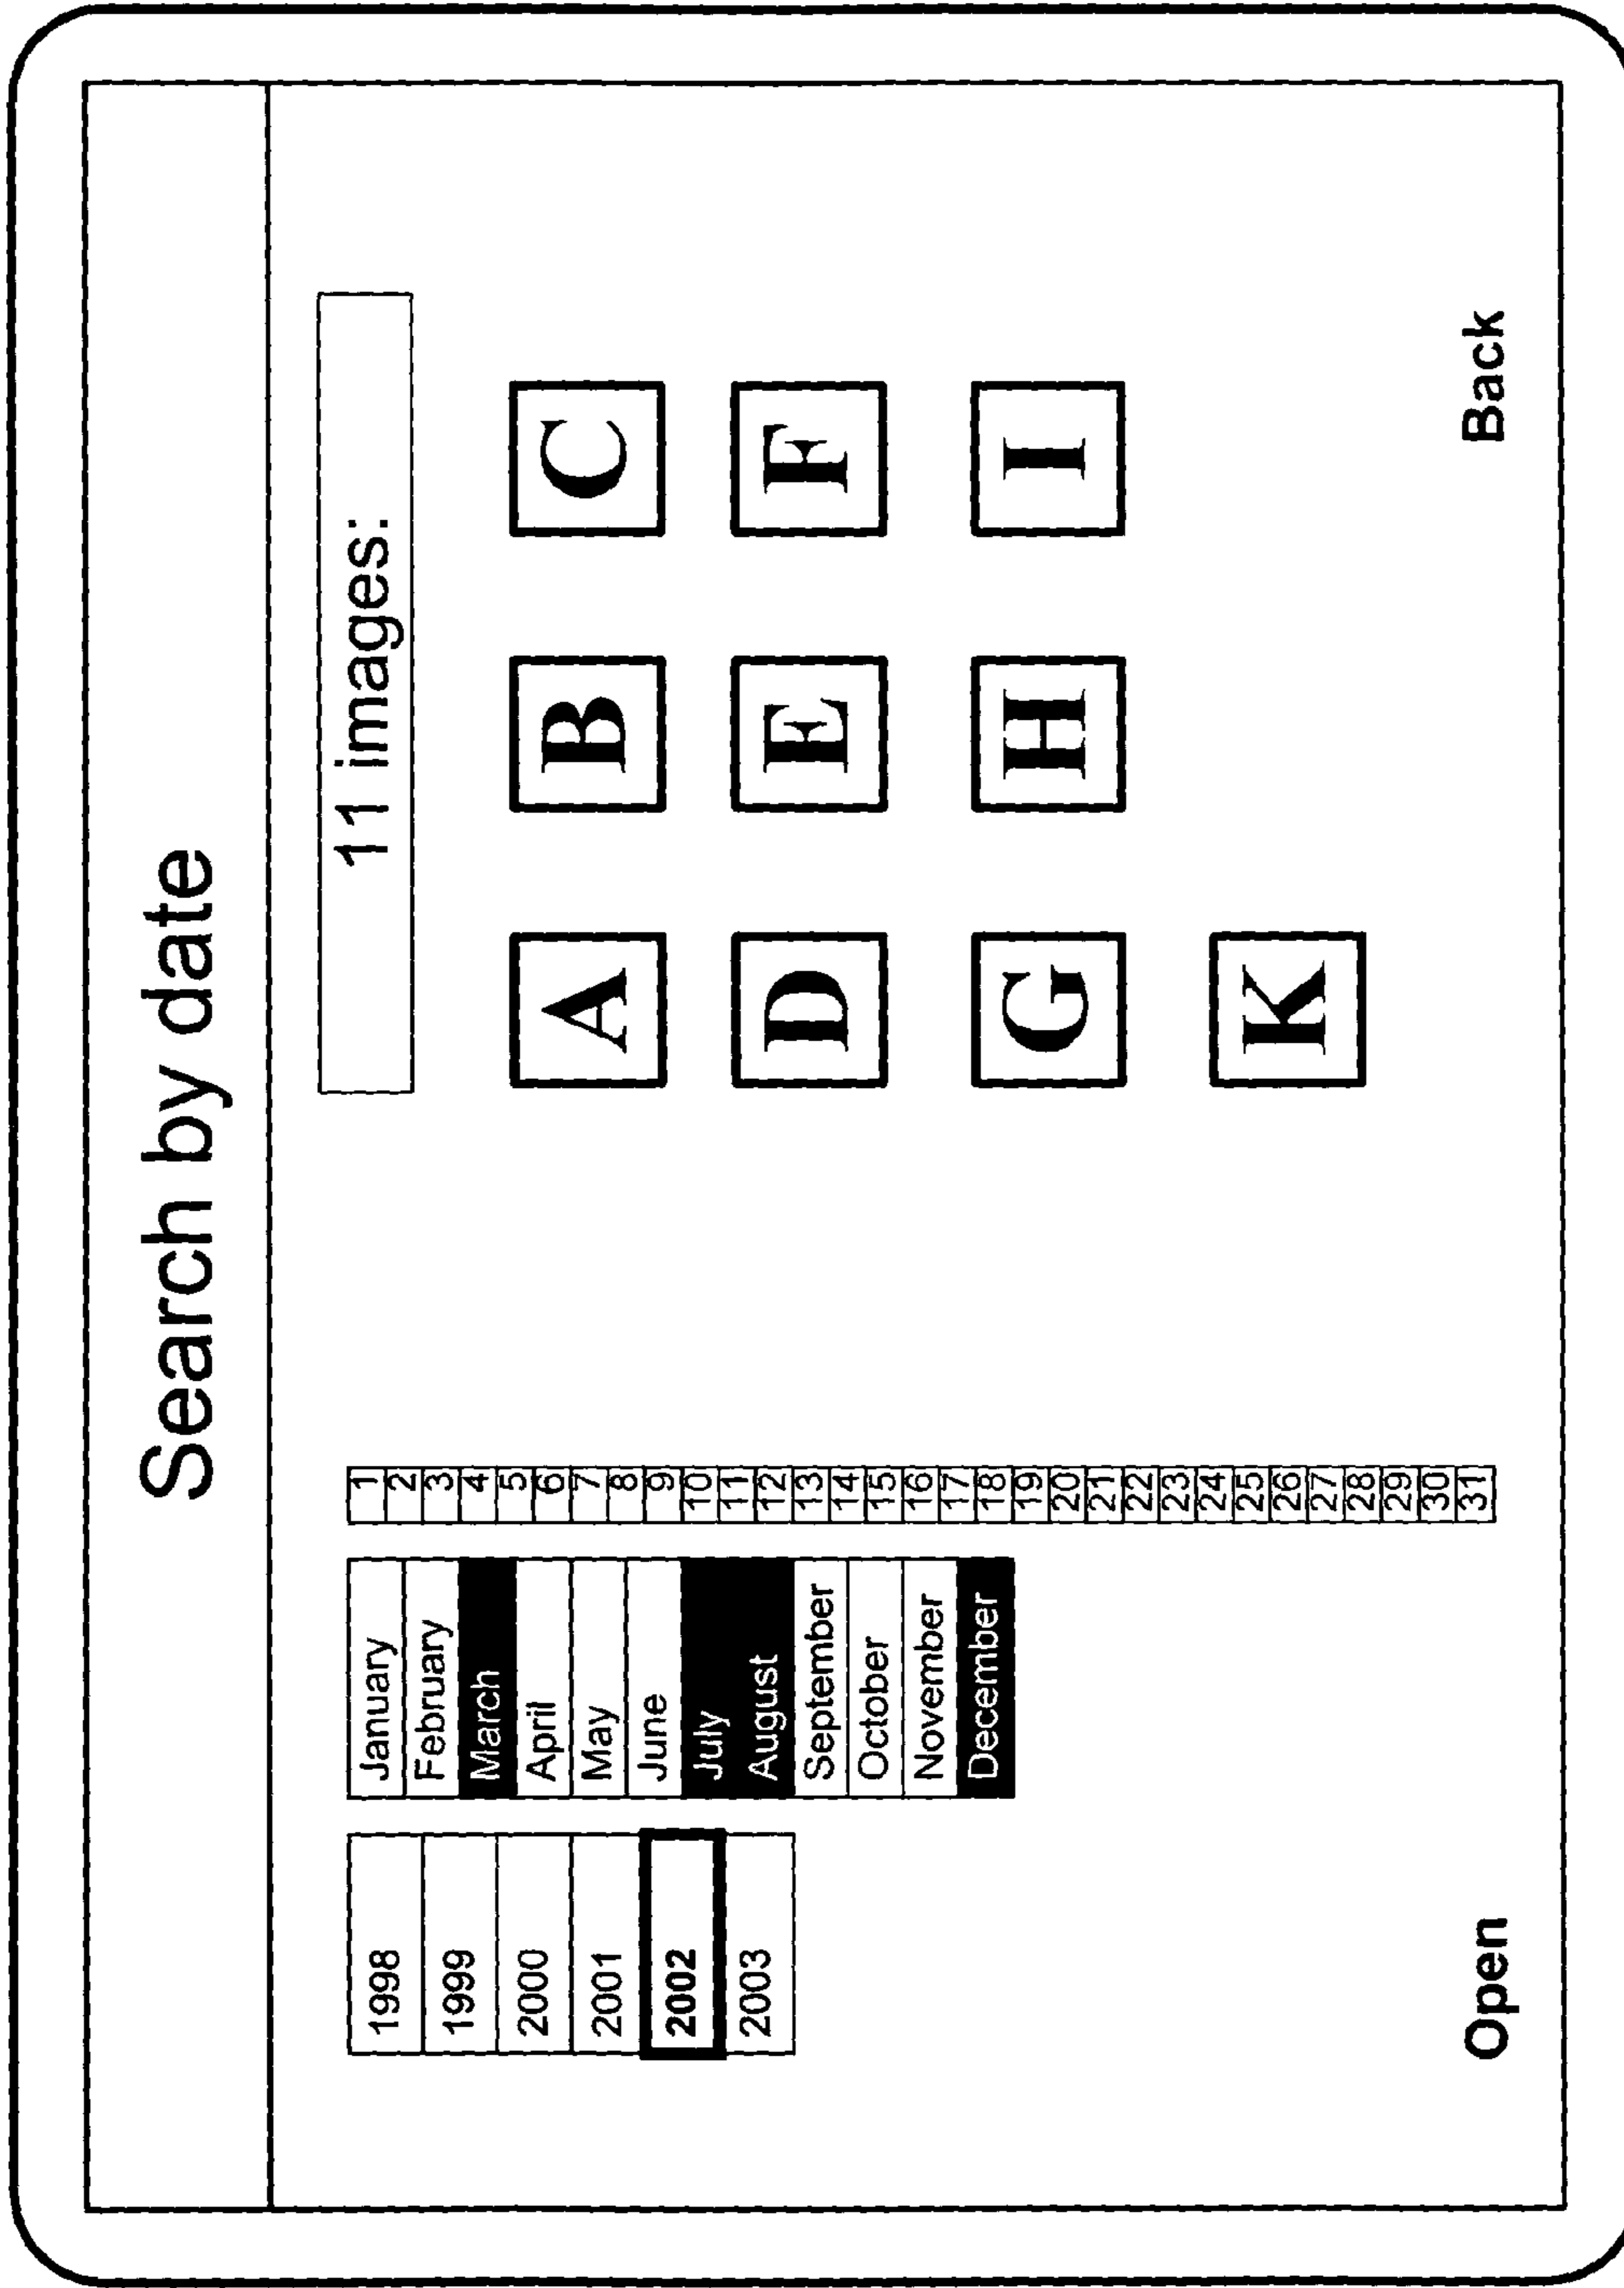 Search by date
1998
1999
2000
2001
2002
2003
January
February
March
April
May
June
July
August
September
October
November
December
1
2
3
4
5
6
7
8
9
10
11
12
13
14
15
16
17
18
19
20
21
22
23
24
25
26
27
28
29
30
31
11 images:
A B C
D E F
G H I
K
Open Back